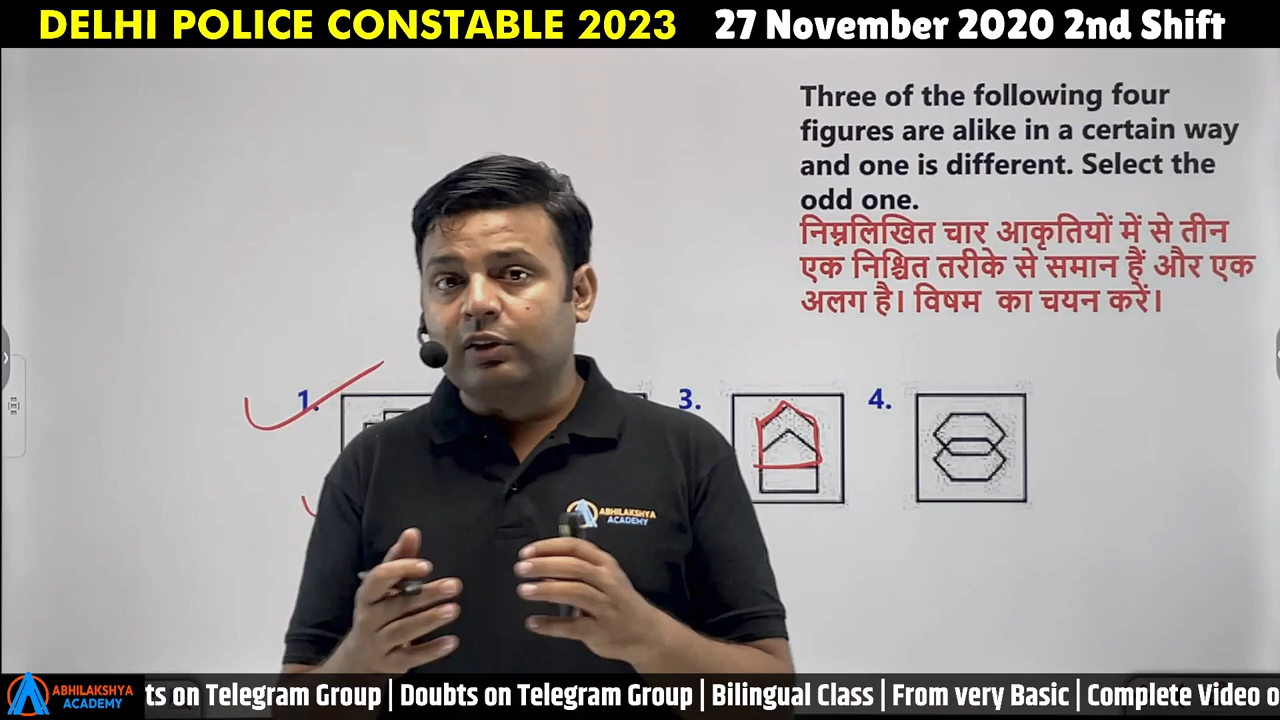 DELHI POLICE CONSTABLE 2023 27 November 2020 2nd Shift
Three of the following four
figures are alike in a certain way
and one is different. Select the
odd one.
निम्नलिखित चार आकृतियों में से तीन
एक निश्चित तरीके से समान हैं और एक
अलग है। विषम का चयन करें।
1. 3. 4.
ABHILAKSHYA
ACADEMY
ABHILAKSHYA
ACADEMY
ts on Telegram Group | Doubts on Telegram Group | Bilingual Class | From very Basic | Complete Video o